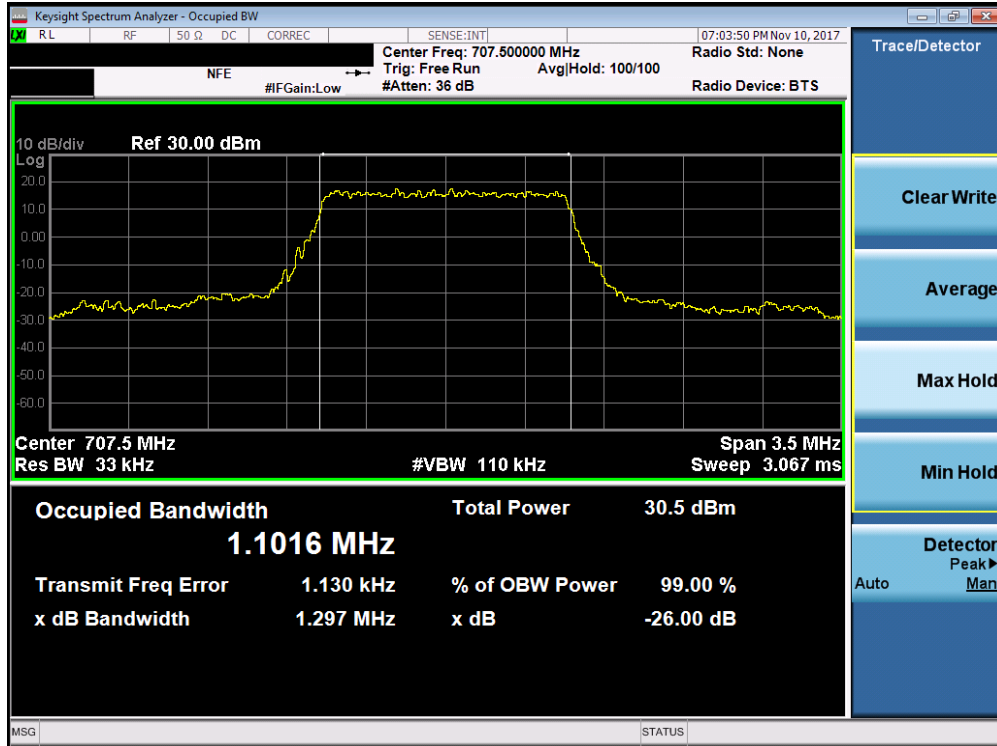 Keysight Spectrum Analyzer - Occupied BW
LXI RL RF 50 Ω DC CORREC SENSE:INT 07:03:50 PM Nov 10, 2017
Center Freq: 707.500000 MHz Radio Std: None
NFE Trig: Free Run Avg|Hold: 100/100
#IFGain:Low #Atten: 36 dB Radio Device: BTS
Trace/Detector
10 dB/div Ref 30.00 dBm
Log
20.0
10.0
0.00
-10.0
-20.0
-30.0
-40.0
-50.0
-60.0
Center 707.5 MHz Span 3.5 MHz
Res BW 33 kHz #VBW 110 kHz Sweep 3.067 ms
Occupied Bandwidth Total Power 30.5 dBm
1.1016 MHz
Transmit Freq Error 1.130 kHz % of OBW Power 99.00 %
x dB Bandwidth 1.297 MHz x dB -26.00 dB
Clear Write
Average
Max Hold
Min Hold
Detector
Peak▶
Auto Man
MSG STATUS